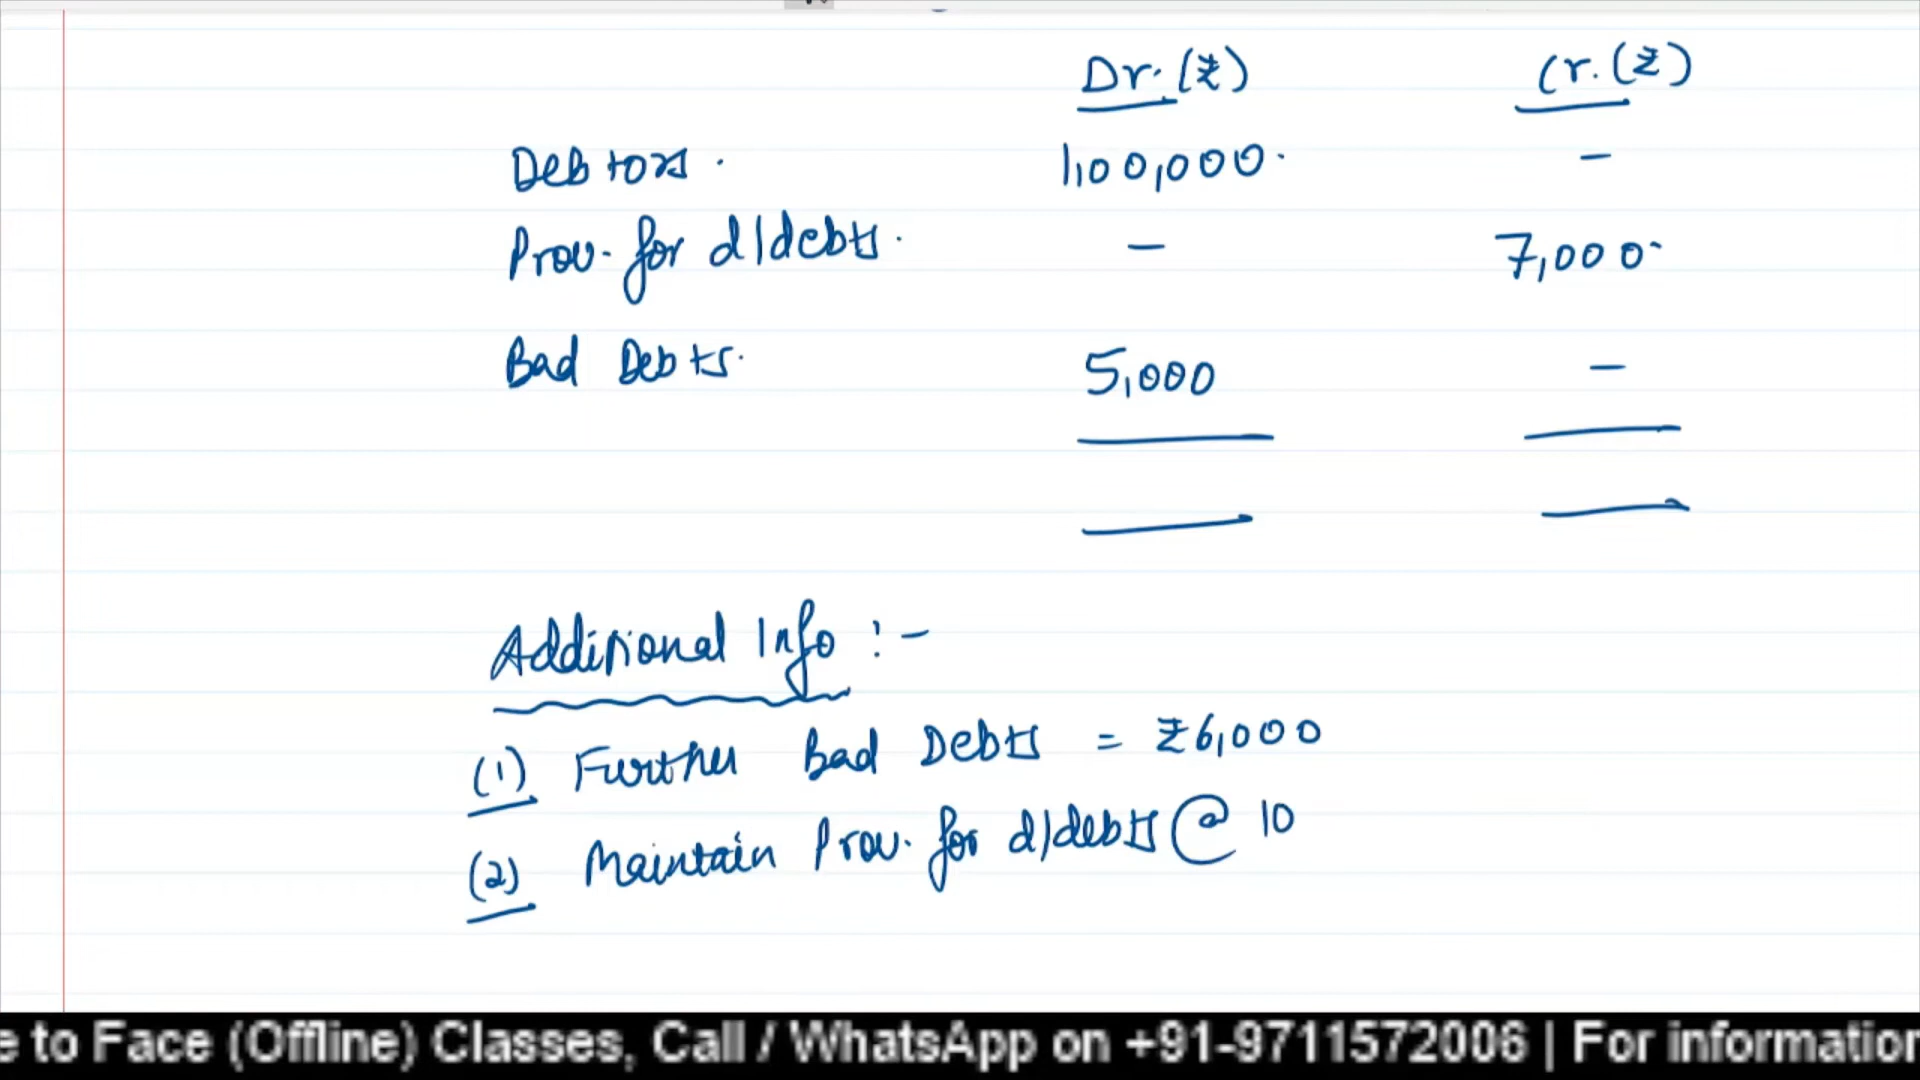 Dr. (₹) Cr. (₹)
Debtors. 1,00,000. -
Prov. for d/debts. - 7,000.
Bad Debts. 5,000 -
Additional Info :-
(1) Further Bad Debts = ₹6,000
(2) Maintain Prov. for d/debts @ 10
e to Face (Offline) Classes, Call / WhatsApp on +91-9711572006 | For information